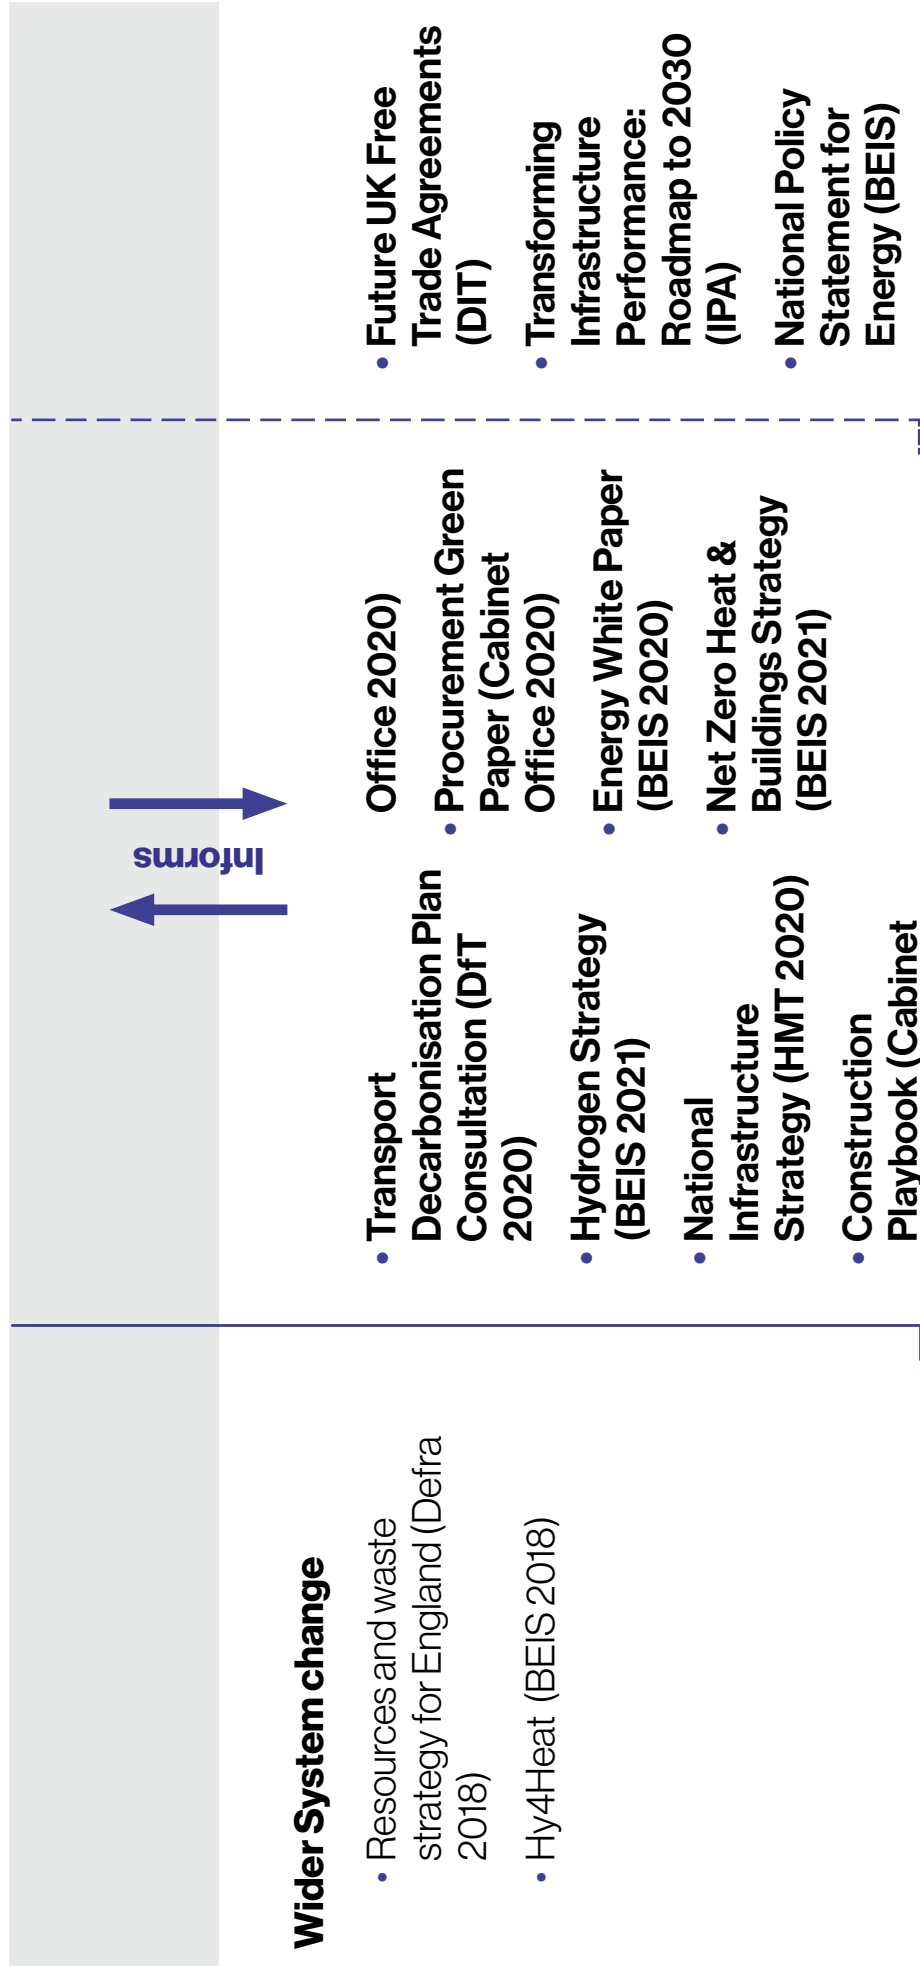 Informs
Wider System change
• Resources and waste
strategy for England (Defra
2018)
• Hy4Heat (BEIS 2018)
• Transport
Decarbonisation Plan
Consultation (DfT
2020)
• Hydrogen Strategy
(BEIS 2021)
• National
Infrastructure
Strategy (HMT 2020)
• Construction
Playbook (Cabinet
Office 2020)
• Procurement Green
Paper (Cabinet
Office 2020)
• Energy White Paper
(BEIS 2020)
• Net Zero Heat &
Buildings Strategy
(BEIS 2021)
• Future UK Free
Trade Agreements
(DIT)
• Transforming
Infrastructure
Performance:
Roadmap to 2030
(IPA)
• National Policy
Statement for
Energy (BEIS)